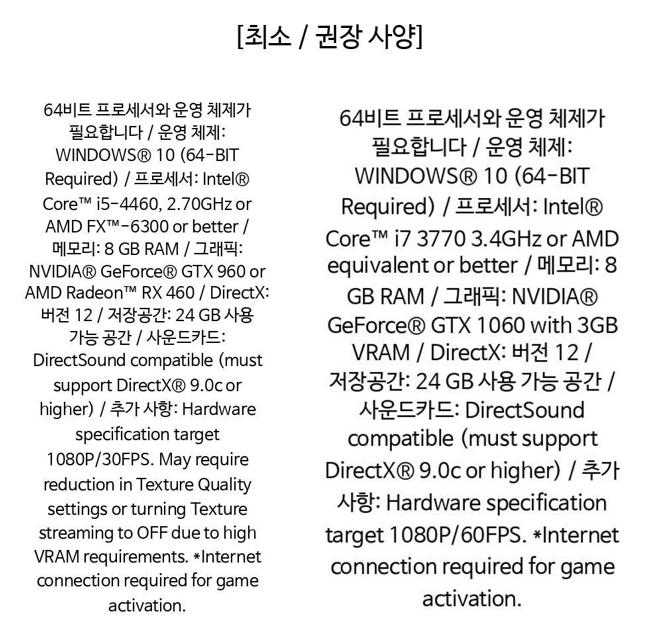 [최소 / 권장 사양]
64비트 프로세서와 운영 체제가
필요합니다 / 운영 체제:
WINDOWS® 10 (64-BIT
Required) / 프로세서: Intel®
Core™ i5-4460, 2.70GHz or
AMD FX™-6300 or better /
메모리: 8 GB RAM / 그래픽:
NVIDIA® GeForce® GTX 960 or
AMD Radeon™ RX 460 / DirectX:
버전 12 / 저장공간: 24 GB 사용
가능 공간 / 사운드카드:
DirectSound compatible (must
support DirectX® 9.0c or
higher) / 추가 사항: Hardware
specification target
1080P/30FPS. May require
reduction in Texture Quality
settings or turning Texture
streaming to OFF due to high
VRAM requirements. *Internet
connection required for game
activation.
64비트 프로세서와 운영 체제가
필요합니다 / 운영 체제:
WINDOWS® 10 (64-BIT
Required) / 프로세서: Intel®
Core™ i7 3770 3.4GHz or AMD
equivalent or better / 메모리: 8
GB RAM / 그래픽: NVIDIA®
GeForce® GTX 1060 with 3GB
VRAM / DirectX: 버전 12 /
저장공간: 24 GB 사용 가능 공간 /
사운드카드: DirectSound
compatible (must support
DirectX® 9.0c or higher) / 추가
사항: Hardware specification
target 1080P/60FPS. *Internet
connection required for game
activation.